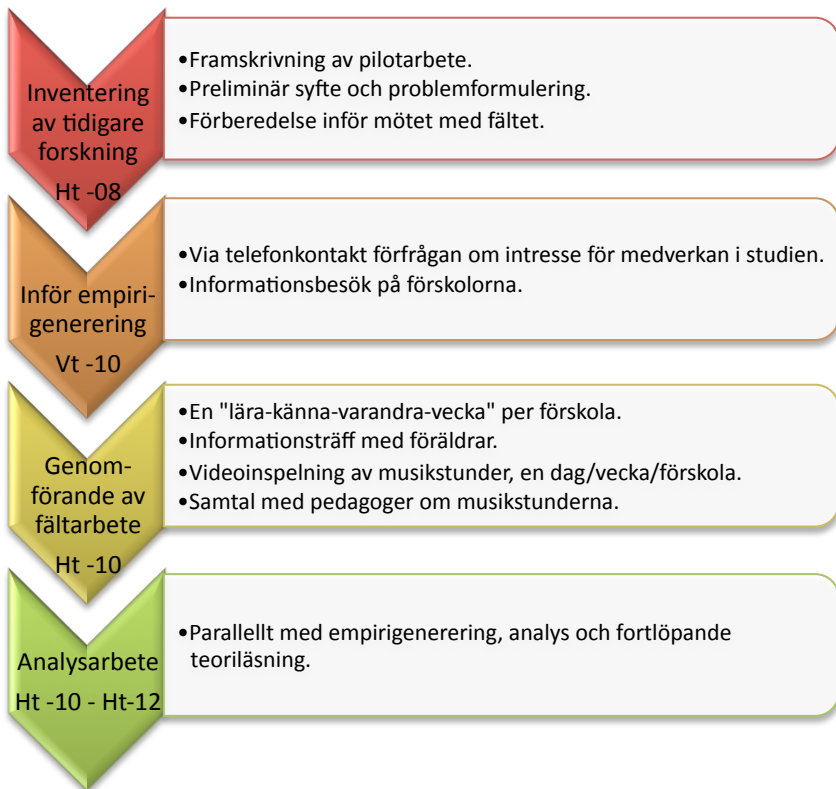 Inventering
av tidigare
forskning
Ht -08
•Framskrivning av pilotarbete.
•Preliminär syfte och problemformulering.
•Förberedelse inför mötet med fältet.
Inför empiri-
generering
Vt -10
•Via telefonkontakt förfrågan om intresse för medverkan i studien.
•Informationsbesök på förskolorna.
Genom-
förande av
fältarbete
Ht -10
•En "lära-känna-varandra-vecka" per förskola.
•Informationsträff med föräldrar.
•Videoinspelning av musikstunder, en dag/vecka/förskola.
•Samtal med pedagoger om musikstunderna.
Analysarbete
Ht -10 - Ht-12
•Parallellt med empirigenerering, analys och fortlöpande
teoriläsning.